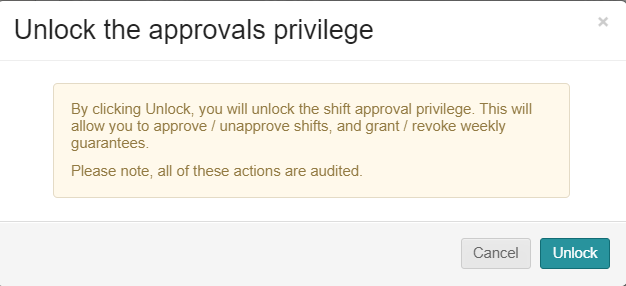 Unlock the approvals privilege
×
By clicking Unlock, you will unlock the shift approval privilege. This will
allow you to approve / unapprove shifts, and grant / revoke weekly
guarantees.
Please note, all of these actions are audited.
Cancel
Unlock